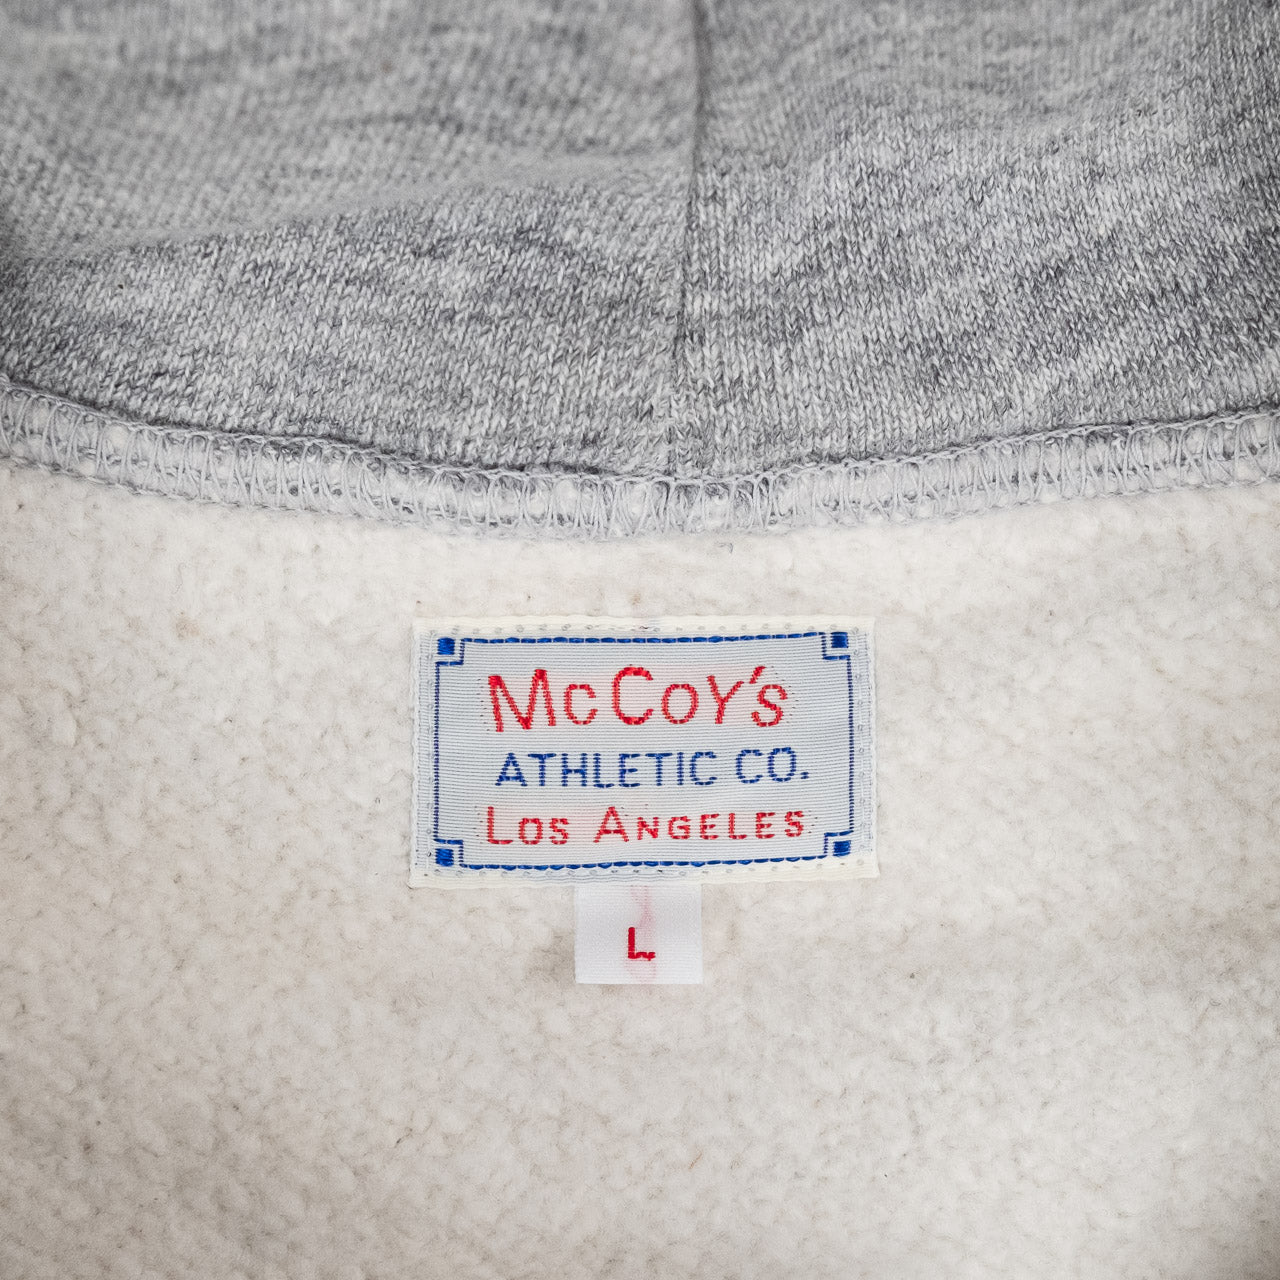 McCoy's
ATHLETIC CO.
Los Angeles
L